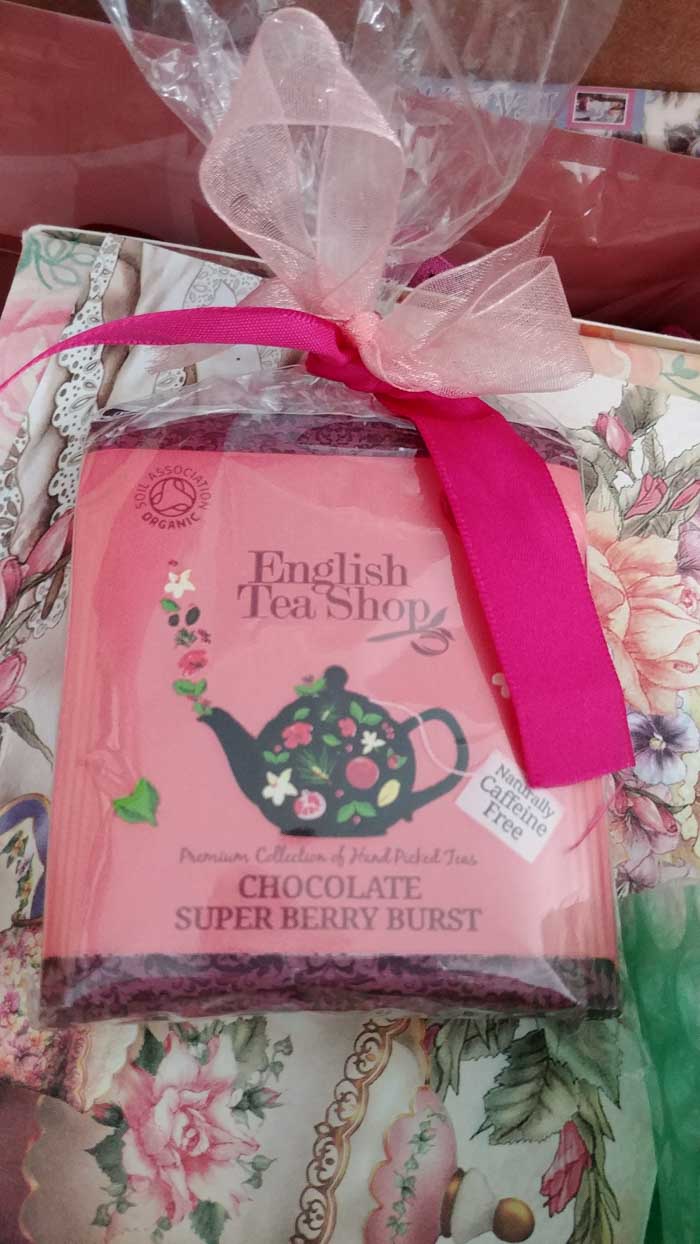 SOIL ASSOCIATION
ORGANIC
English
Tea Shop
Naturally
Caffeine
Free
Premium Collection of Hand Picked Teas
CHOCOLATE
SUPER BERRY BURST